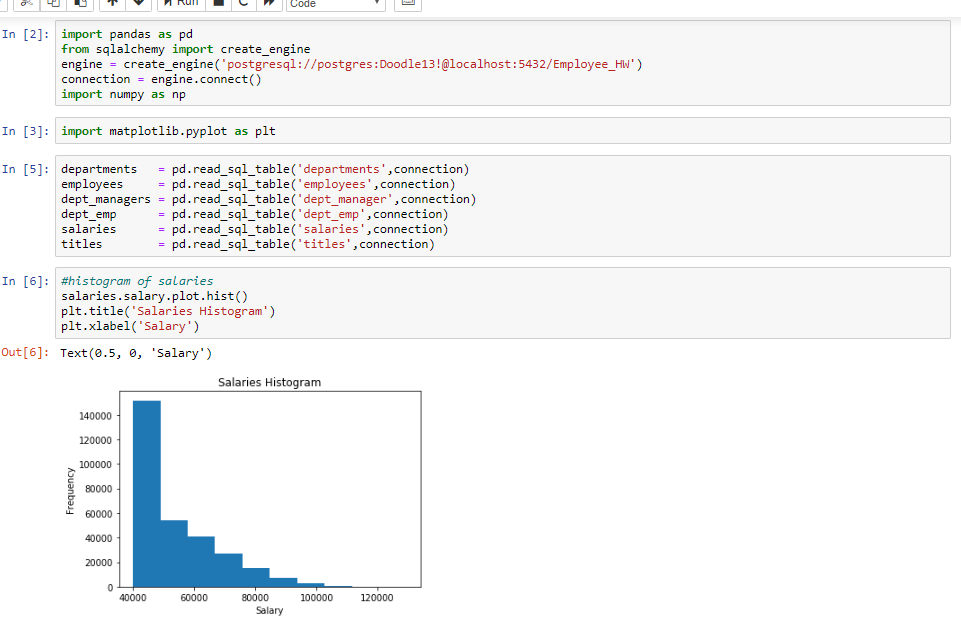 Run
Code
In [2]:
import pandas as pd
from sqlalchemy import create_engine
engine = create_engine('postgresql://postgres:Doodle13!@localhost:5432/Employee_HW')
connection = engine.connect()
import numpy as np
In [3]:
import matplotlib.pyplot as plt
In [5]:
departments   = pd.read_sql_table('departments',connection)
employees     = pd.read_sql_table('employees',connection)
dept_managers = pd.read_sql_table('dept_manager',connection)
dept_emp      = pd.read_sql_table('dept_emp',connection)
salaries      = pd.read_sql_table('salaries',connection)
titles        = pd.read_sql_table('titles',connection)
In [6]:
#histogram of salaries
salaries.salary.plot.hist()
plt.title('Salaries Histogram')
plt.xlabel('Salary')
Out[6]:
Text(0.5, 0, 'Salary')
Salaries Histogram
140000
120000
100000
80000
60000
40000
20000
0
Frequency
40000 60000 80000 100000 120000
Salary